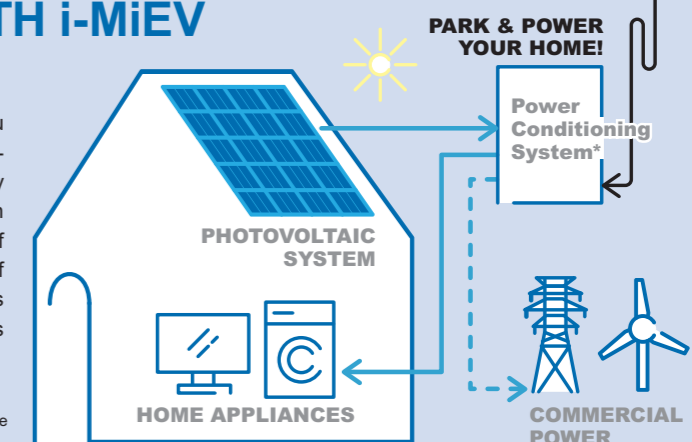 TH i-MiEV
PARK & POWER
YOUR HOME!
Power
Conditioning
System*
PHOTOVOLTAIC
SYSTEM
HOME APPLIANCES
COMMERCIAL
POWER